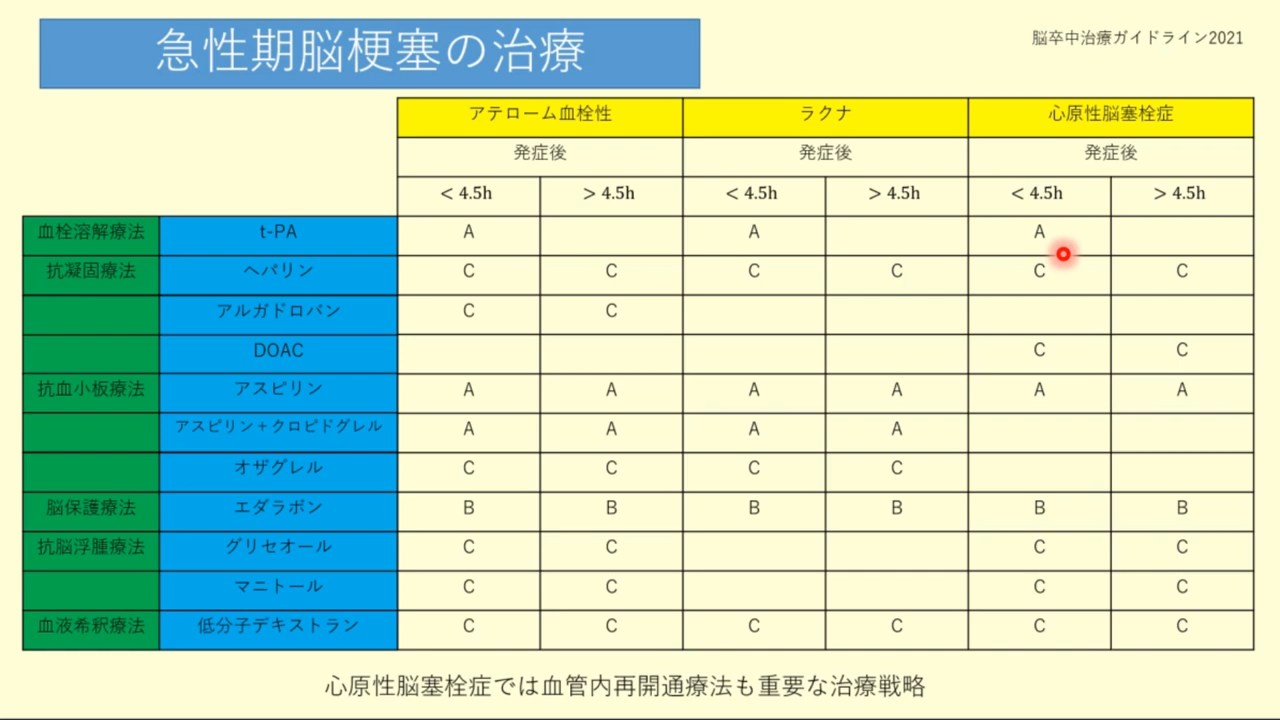 急性期脳梗塞の治療
脳卒中治療ガイドライン2021
アテローム血栓性 ラクナ 心原性脳塞栓症
発症後 発症後 発症後
< 4.5h > 4.5h < 4.5h > 4.5h < 4.5h > 4.5h
血栓溶解療法 t-PA A A A
抗凝固療法 ヘパリン C C C C C C
アルガドロバン C C
DOAC C C
抗血小板療法 アスピリン A A A A A A
アスピリン+クロピドグレル A A A A
オザグレル C C C C
脳保護療法 エダラボン B B B B B B
抗脳浮腫療法 グリセオール C C C C
マニトール C C C C
血液希釈療法 低分子デキストラン C C C C C C
心原性脳塞栓症では血管内再開通療法も重要な治療戦略